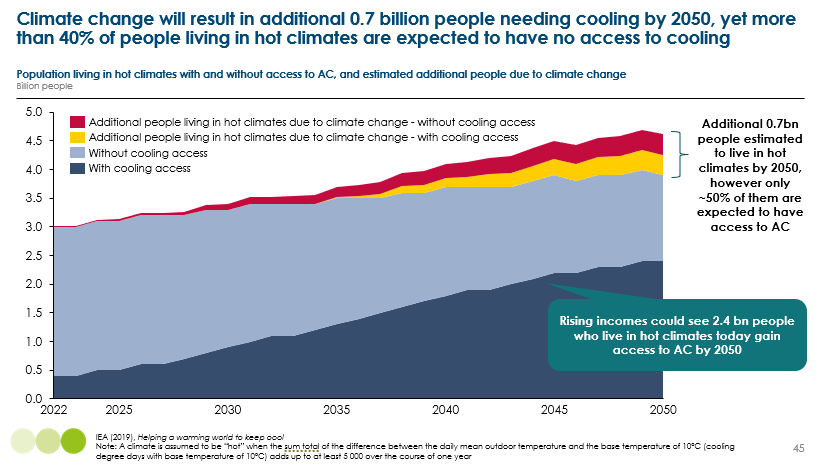 Climate change will result in additional 0.7 billion people needing cooling by 2050, yet more
than 40% of people living in hot climates are expected to have no access to cooling
Population living in hot climates with and without access to AC, and estimated additional people due to climate change
Billion people
5.0
4.5
4.0
3.5
3.0
2.5
2.0
1.5
1.0
0.5
0.0
Additional people living in hot climates due to climate change - without cooling access
Additional people living in hot climates due to climate change - with cooling access
Without cooling access
With cooling access
2022
2025
2030
2035
2040
2045
2050
Additional 0.7bn
people estimated
to live in hot
climates by 2050,
however only
~50% of them are
expected to have
access to AC
Rising incomes could see 2.4 bn people
who live in hot climates today gain
access to AC by 2050
IEA (2019), Helping a warming world to keep cool
Note: A climate is assumed to be "hot" when the sum total of the difference between the daily mean outdoor temperature and the base temperature of 10°C (cooling
degree days with base temperature of 10°C) adds up to at least 5 000 over the course of one year
45